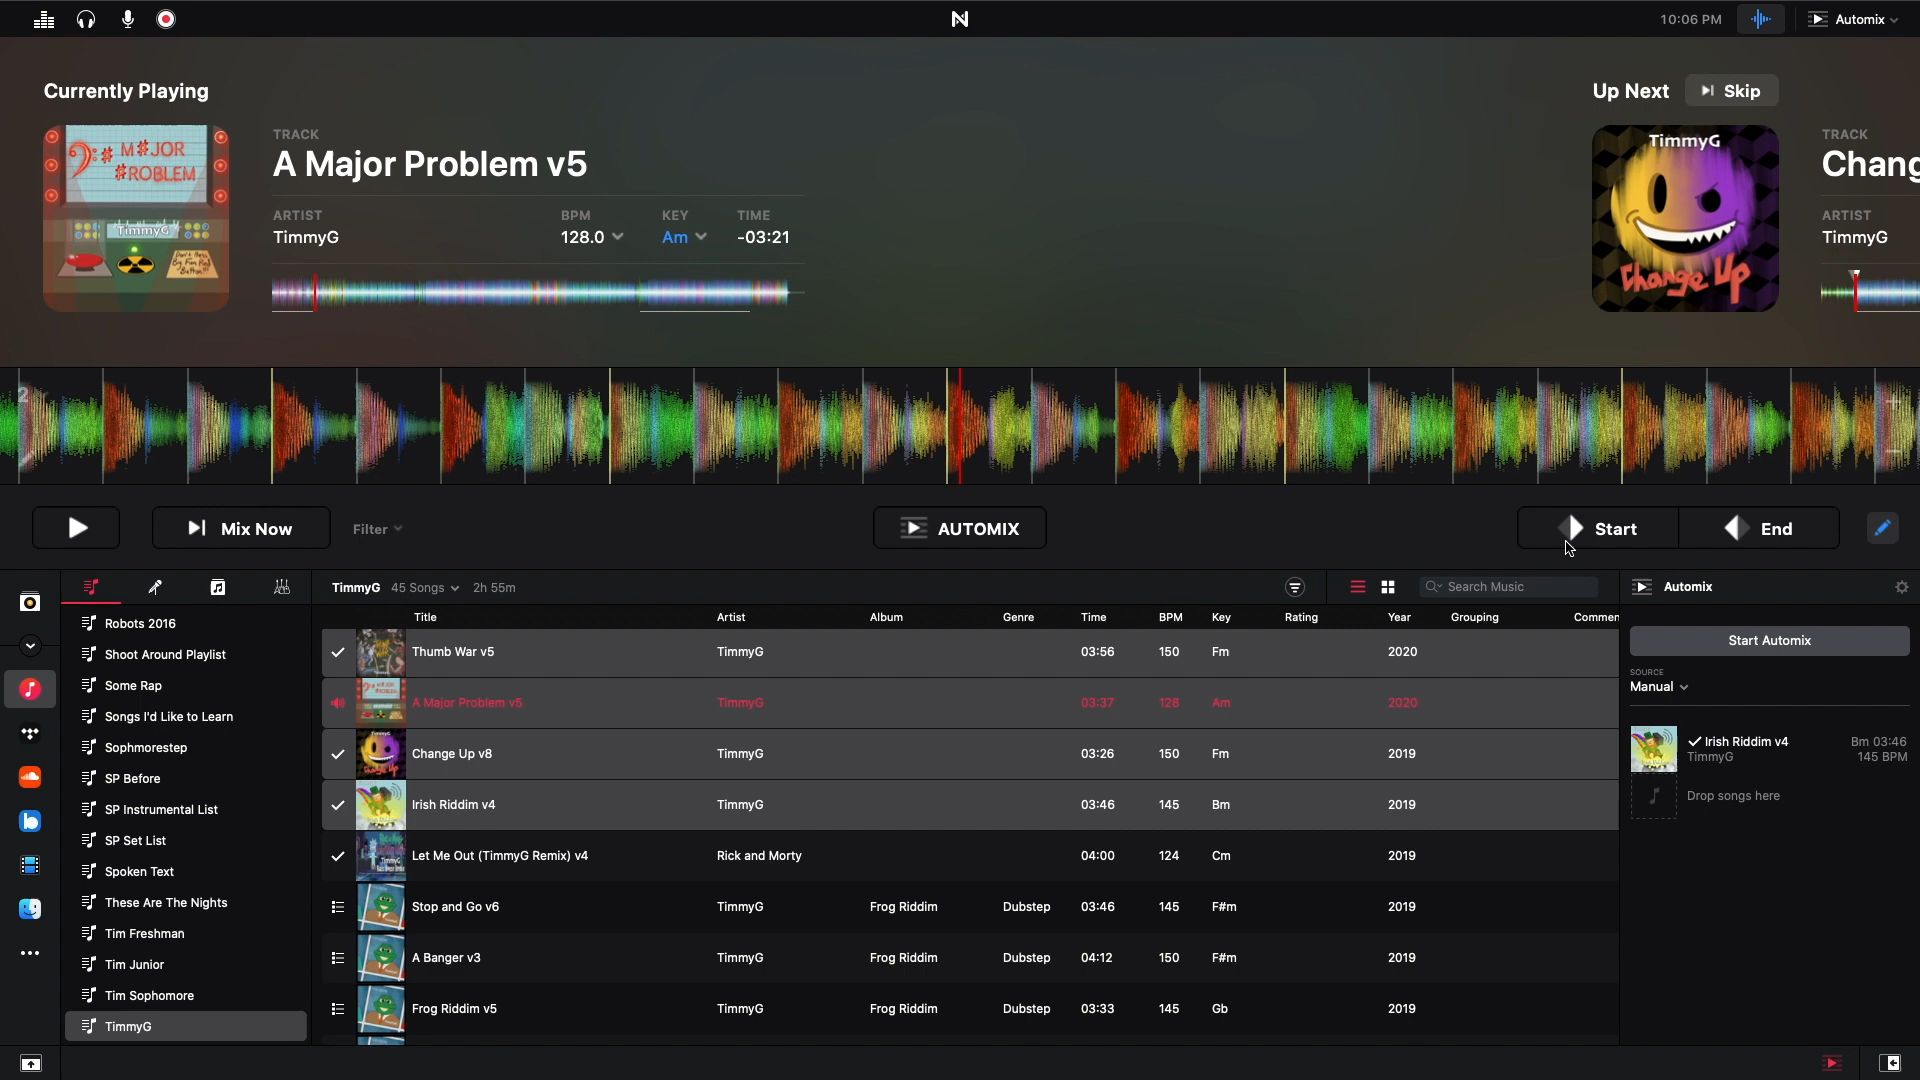 10:06 PM
Automix
Currently Playing
Up Next
Skip
M#JOR
#ROBLEM
TimmyG
Don't Press
Big Fun Red
Button!!
TRACK
A Major Problem v5
ARTIST
TimmyG
BPM
128.0
KEY
Am
TIME
-03:21
TimmyG
Change Up
TRACK
Chang
ARTIST
TimmyG
2
Mix Now
Filter
AUTOMIX
Start
End
Robots 2016
Shoot Around Playlist
Some Rap
Songs I'd Like to Learn
Sophmorestep
SP Before
SP Instrumental List
SP Set List
Spoken Text
These Are The Nights
Tim Freshman
Tim Junior
Tim Sophomore
TimmyG
TimmyG 45 Songs 2h 55m
Search Music
Title Artist Album Genre Time BPM Key Rating Year Grouping Commen
Thumb War v5 TimmyG 03:56 150 Fm 2020
A Major Problem v5 TimmyG 03:37 128 Am 2020
Change Up v8 TimmyG 03:26 150 Fm 2019
Irish Riddim v4 TimmyG 03:46 145 Bm 2019
Let Me Out (TimmyG Remix) v4 Rick and Morty 04:00 124 Cm 2019
Stop and Go v6 TimmyG Frog Riddim Dubstep 03:46 145 F#m 2019
A Banger v3 TimmyG Frog Riddim Dubstep 04:12 150 F#m 2019
Frog Riddim v5 TimmyG Frog Riddim Dubstep 03:33 145 Gb 2019
Automix
Start Automix
SOURCE
Manual
Irish Riddim v4 Bm 03:46
TimmyG 145 BPM
Drop songs here